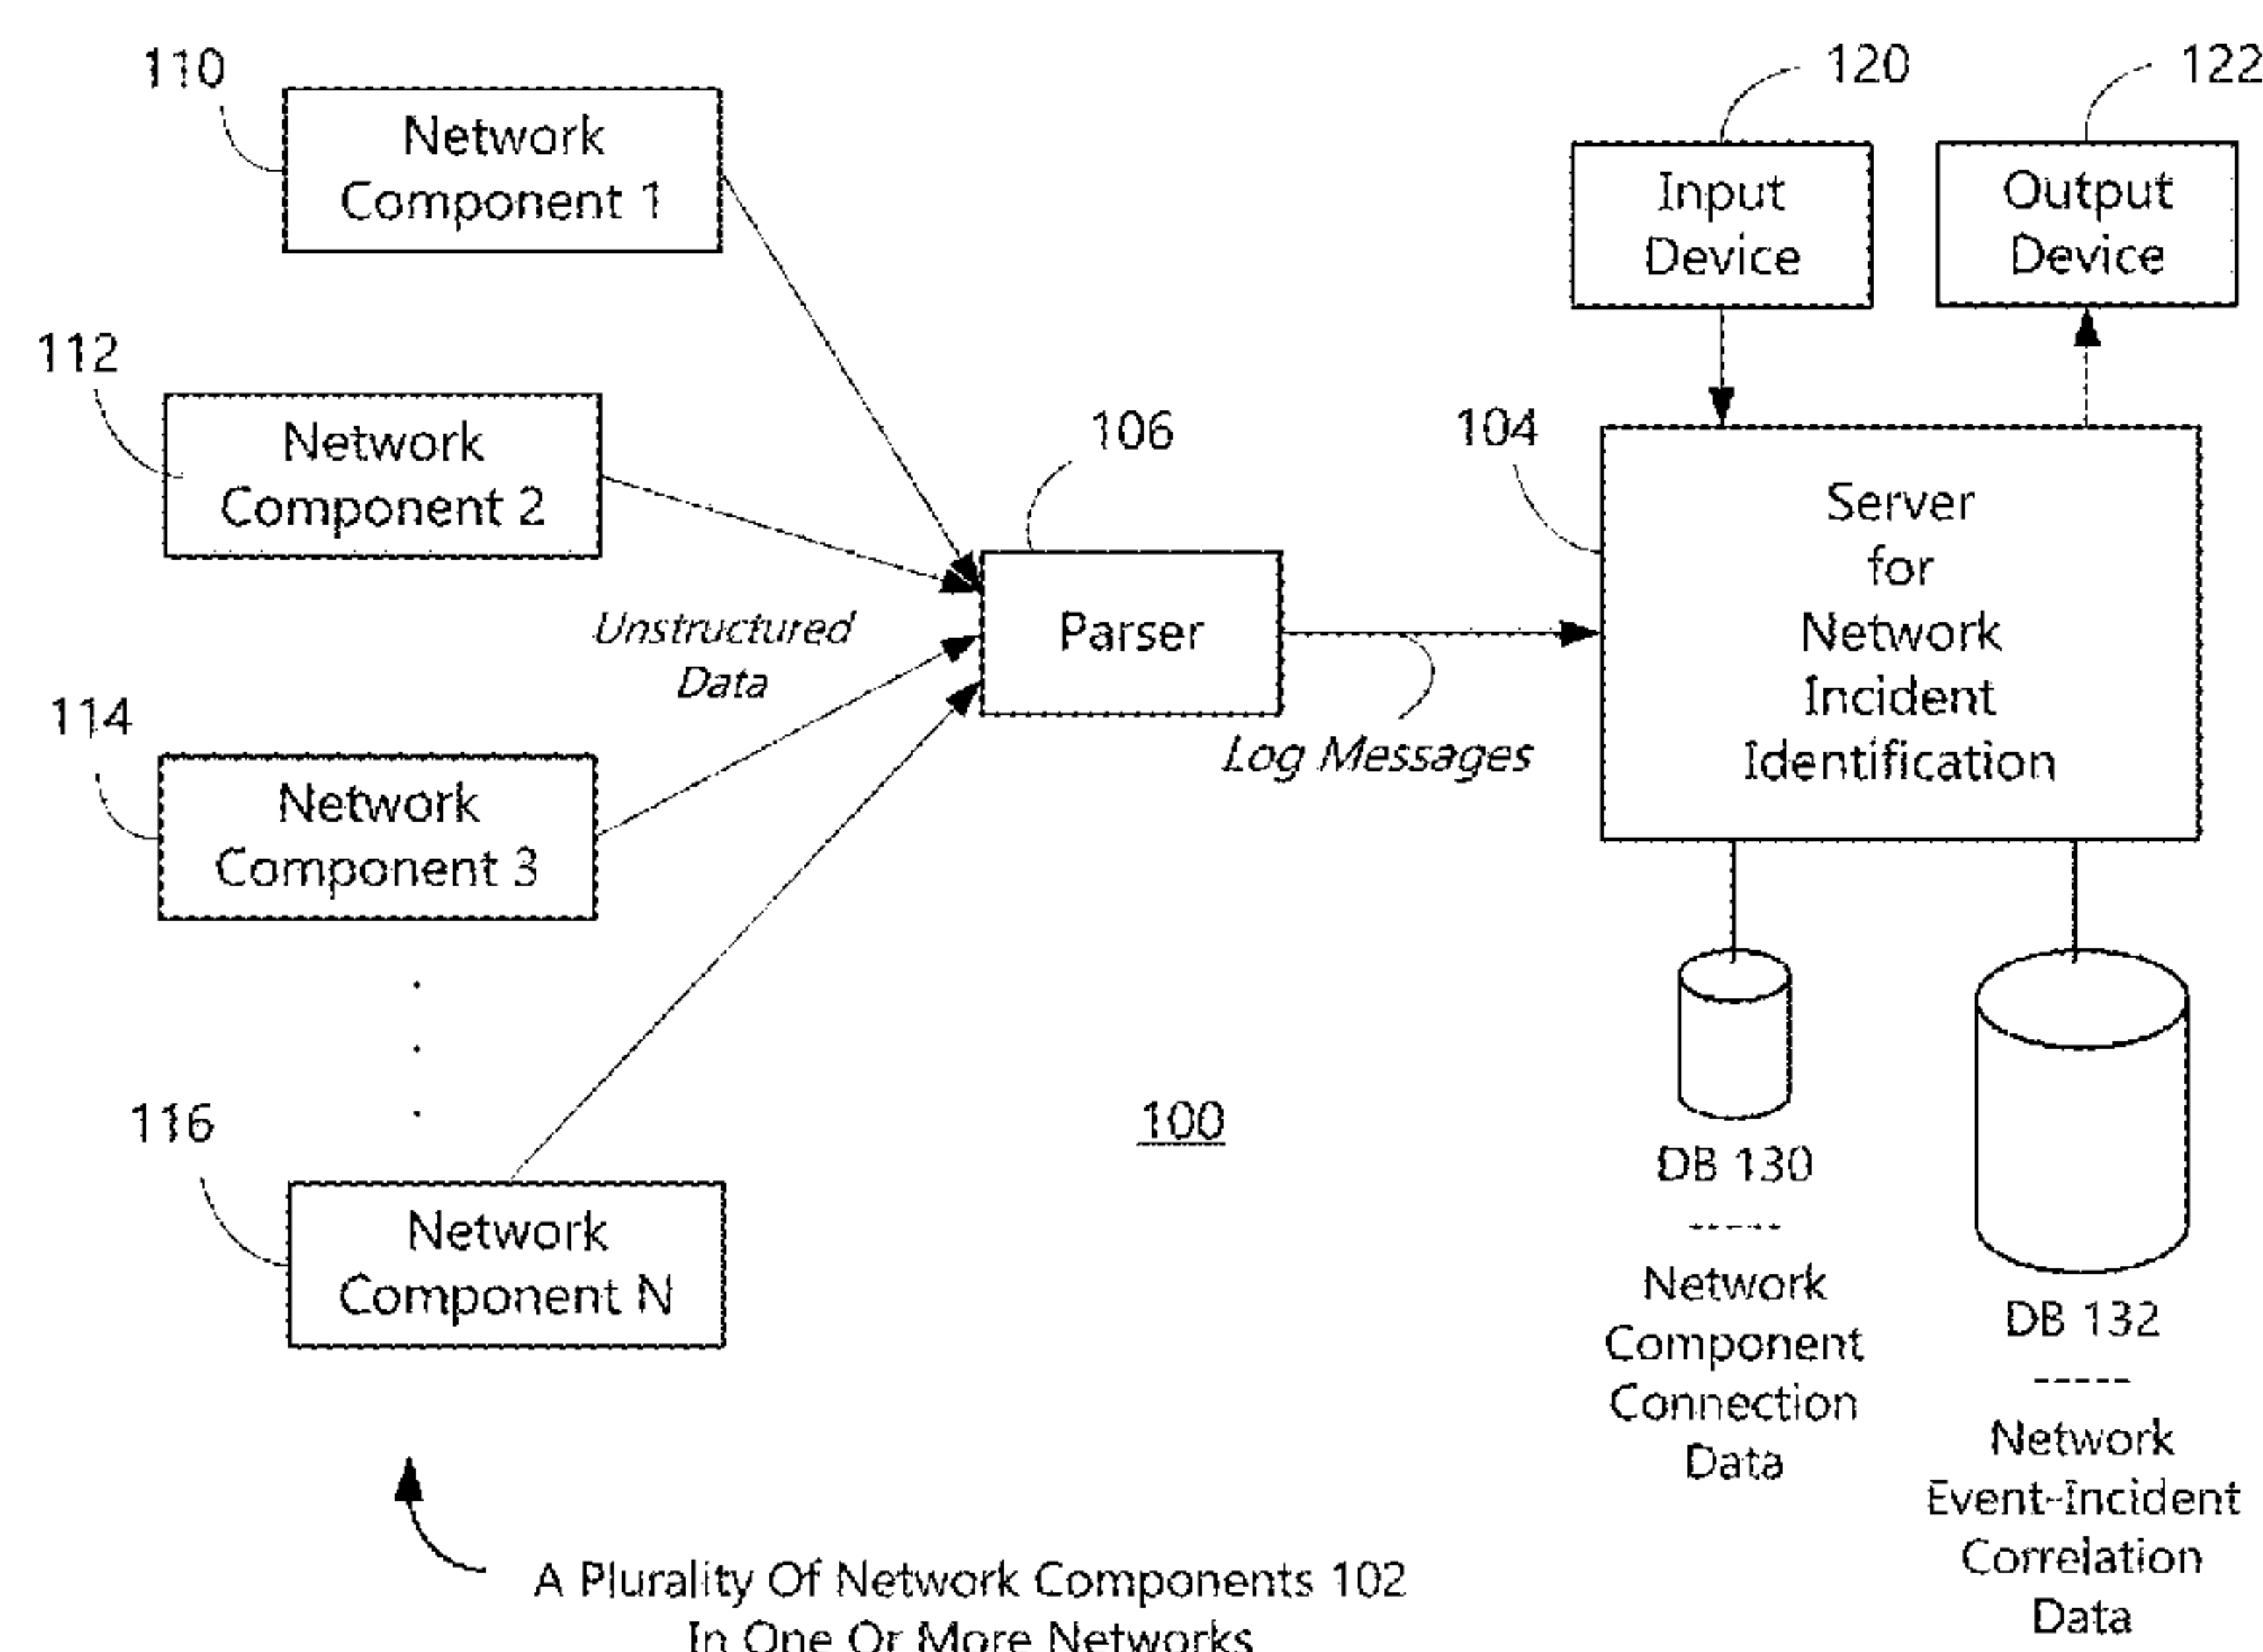 110
Network
Component 1
112
Network
Component 2
114
Network
Component 3
116
Network
Component N
Unstructured
Data
106
Parser
Log Messages
120
Input
Device
122
Output
Device
104
Server
for
Network
Incident
Identification
100
DB 130
-----
Network
Component
Connection
Data
DB 132
-----
Network
Event-Incident
Correlation
Data
A Plurality Of Network Components 102
In One Or More Networks